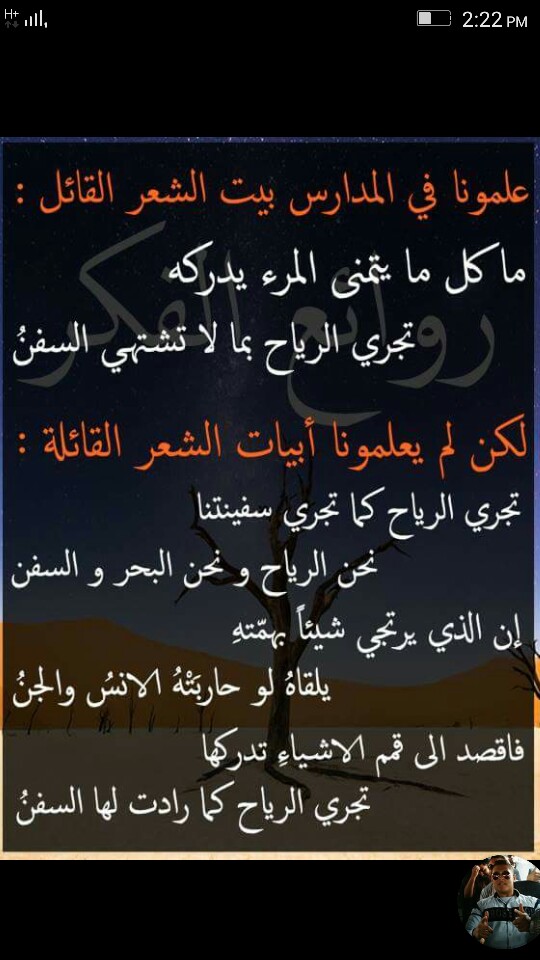 H+
2:22 PM
روائع الفكر
علمونا في المدارس بيت الشعر القائل :
ما كل ما يتمنى المرء يدركه
تجري الرياح بما لا تشتهي السفنُ
لكن لم يعلمونا أبيات الشعر القائلة :
تجري الرياح كما تجري سفينتنا
نحن الرياح و نحن البحر و السفن
إن الذي يرتجي شيئاً بهمّتهِ
يلقاهُ لو حاربَتْهُ الانسُ والجنُ
فاقصد الى قمم الاشياءِ تدركها
تجري الرياح كما رادت لها السفنُ